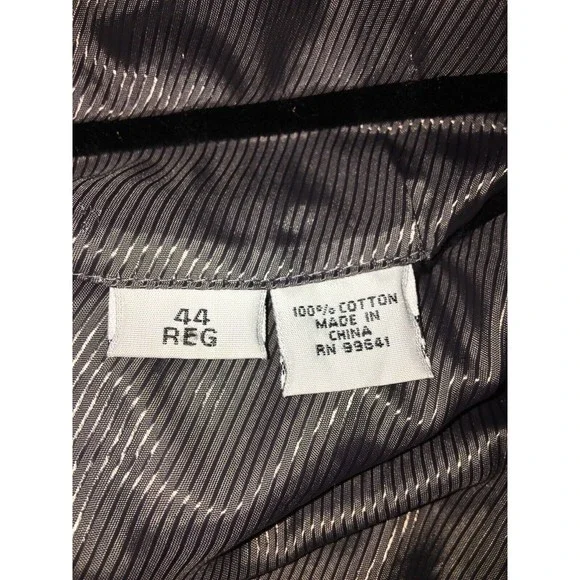 44
REG
100% COTTON
MADE IN
CHINA
RN 99641